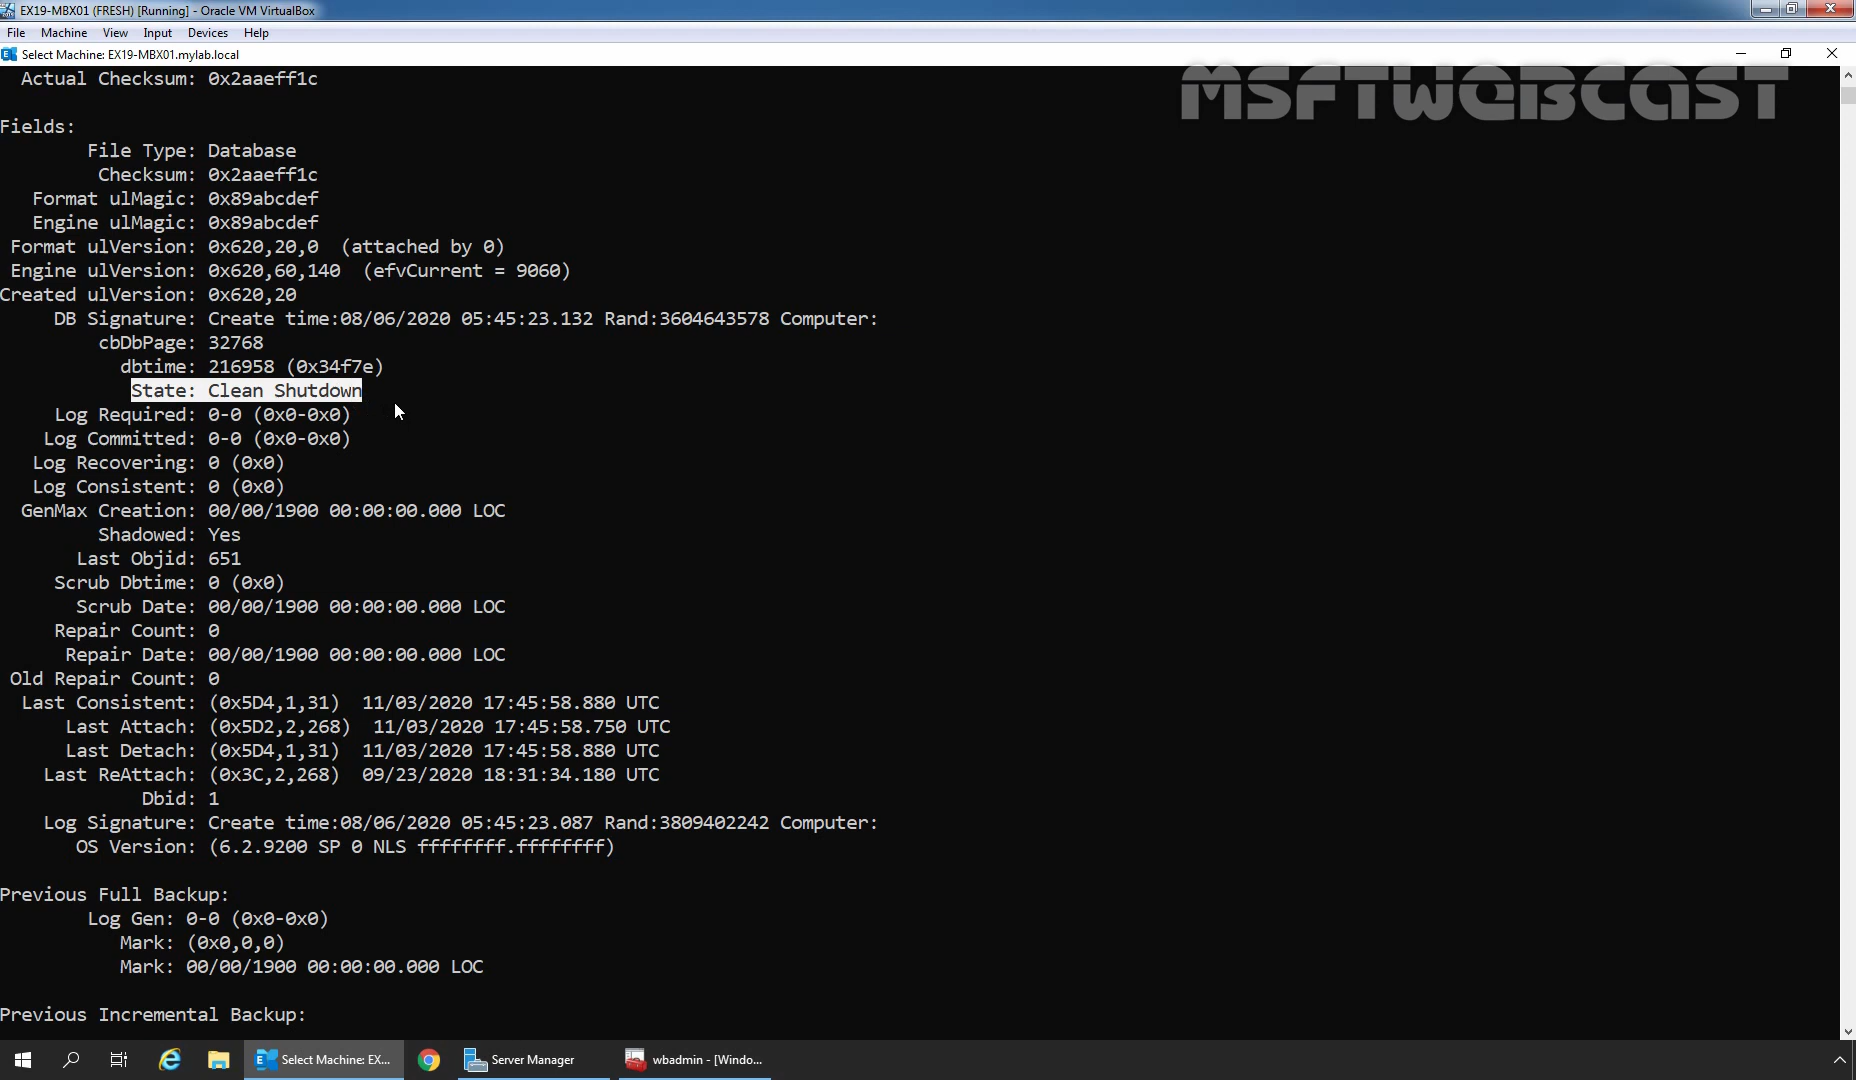 EX19-MBX01 (FRESH) [Running] - Oracle VM VirtualBox
File Machine View Input Devices Help
Select Machine: EX19-MBX01.mylab.local
MSFTWEBCAST
Actual Checksum: 0x2aaeff1c
Fields:
File Type: Database
Checksum: 0x2aaeff1c
Format ulMagic: 0x89abcdef
Engine ulMagic: 0x89abcdef
Format ulVersion: 0x620,20,0 (attached by 0)
Engine ulVersion: 0x620,60,140 (efvCurrent = 9060)
Created ulVersion: 0x620,20
DB Signature: Create time:08/06/2020 05:45:23.132 Rand:3604643578 Computer:
cbDbPage: 32768
dbtime: 216958 (0x34f7e)
State: Clean Shutdown
Log Required: 0-0 (0x0-0x0)
Log Committed: 0-0 (0x0-0x0)
Log Recovering: 0 (0x0)
Log Consistent: 0 (0x0)
GenMax Creation: 00/00/1900 00:00:00.000 LOC
Shadowed: Yes
Last Objid: 651
Scrub Dbtime: 0 (0x0)
Scrub Date: 00/00/1900 00:00:00.000 LOC
Repair Count: 0
Repair Date: 00/00/1900 00:00:00.000 LOC
Old Repair Count: 0
Last Consistent: (0x5D4,1,31) 11/03/2020 17:45:58.880 UTC
Last Attach: (0x5D2,2,268) 11/03/2020 17:45:58.750 UTC
Last Detach: (0x5D4,1,31) 11/03/2020 17:45:58.880 UTC
Last ReAttach: (0x3C,2,268) 09/23/2020 18:31:34.180 UTC
Dbid: 1
Log Signature: Create time:08/06/2020 05:45:23.087 Rand:3809402242 Computer:
OS Version: (6.2.9200 SP 0 NLS ffffffff.ffffffff)
Previous Full Backup:
Log Gen: 0-0 (0x0-0x0)
Mark: (0x0,0,0)
Mark: 00/00/1900 00:00:00.000 LOC
Previous Incremental Backup:
Select Machine: EX... Server Manager wbadmin - [Windo...